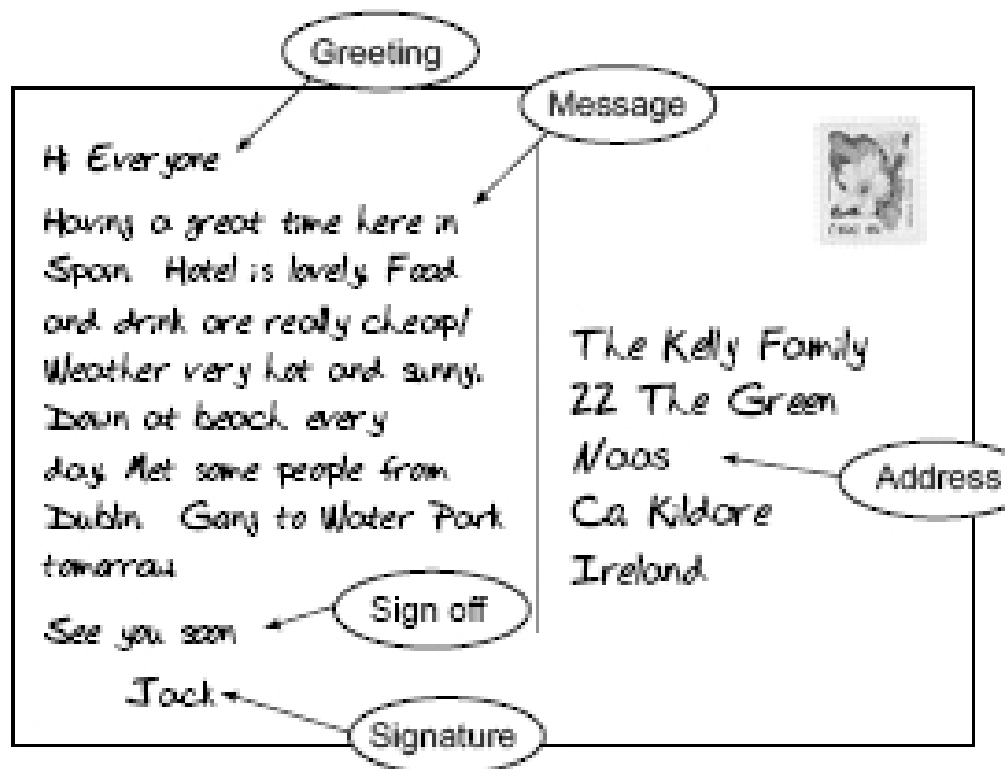 Greeting
Message
Hi Everyone
Having a great time here in
Spain. Hotel is lovely. Food
and drink are really cheap!
Weather very hot and sunny.
Down at beach every
day. Met some people from
Dublin. Going to Water Park
tomorrow.
See you soon
Jack
Sign off
Signature
The Kelly Family
22 The Green
Naas
Co. Kildare
Ireland
Address